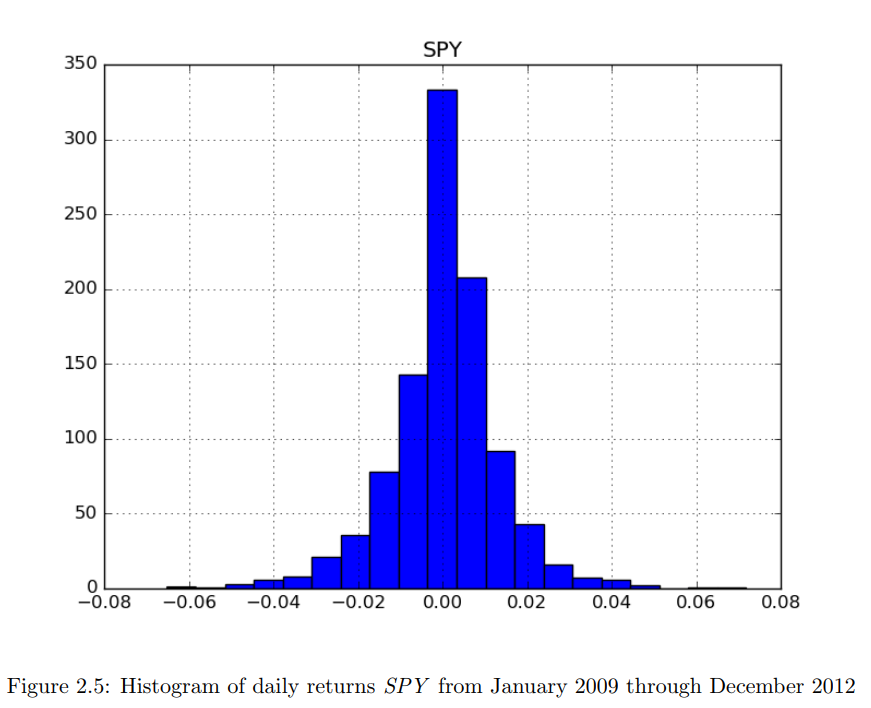 SPY
350
300
250
200
150
100
50
0
−0.08 −0.06 −0.04 −0.02 0.00 0.02 0.04 0.06 0.08
Figure 2.5: Histogram of daily returns SPY from January 2009 through December 2012